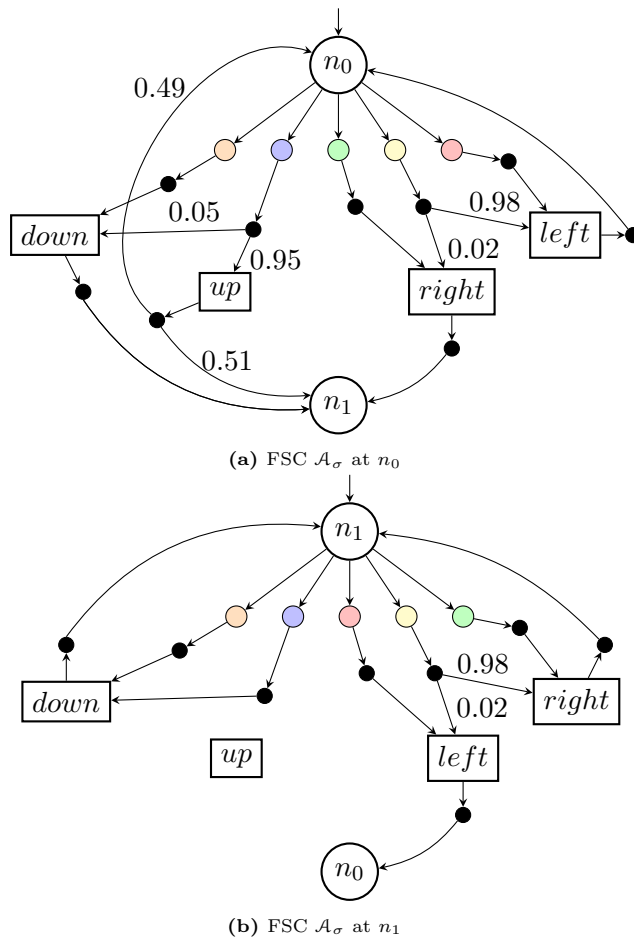 n₀
0.49
0.05
0.98
down
left
0.95
0.02
up
right
0.51
n₁
(a) FSC 𝒜σ at n₀
n₁
0.98
down
0.02
right
up
left
n₀
(b) FSC 𝒜σ at n₁